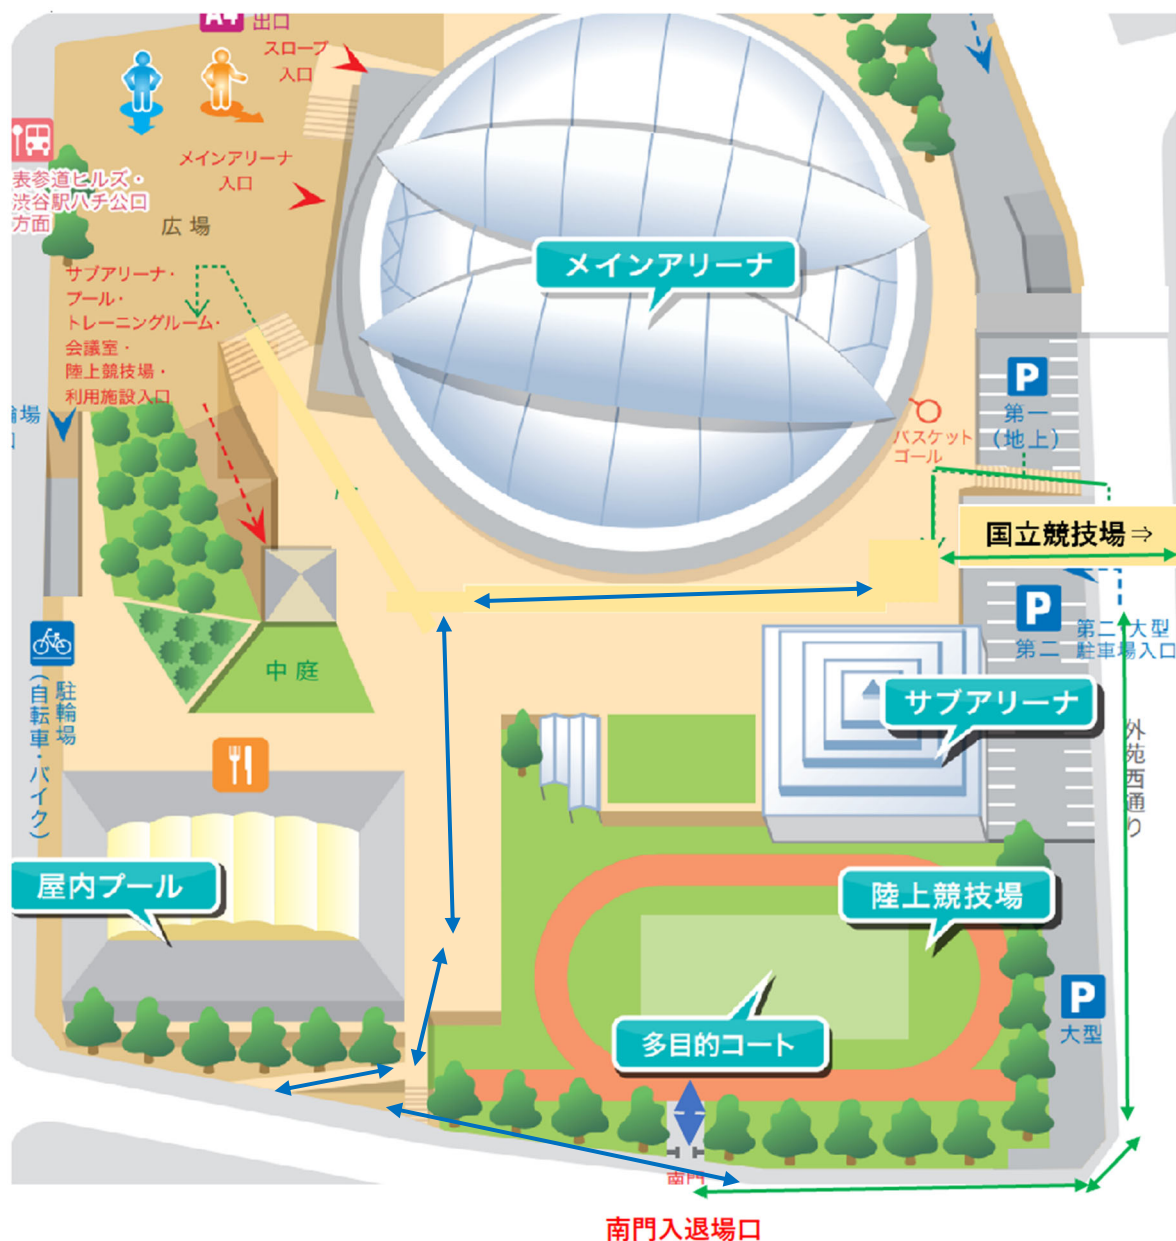 A4
出口
スロープ
入口
メインアリーナ
入口
表参道ヒルズ・
渋谷駅ハチ公口
方面
広場
メインアリーナ
サブアリーナ・
プール・
トレーニングルーム・
会議室・
陸上競技場・
利用施設入口
P
第一
(地上)
バスケット
ゴール
輪場
国立競技場⇒
P
第二
第二・大型
駐車場入口
中庭
サブアリーナ
駐輪場
(自転車・バイク)
外苑西通り
屋内プール
陸上競技場
P
大型
多目的コート
南門
南門入退場口